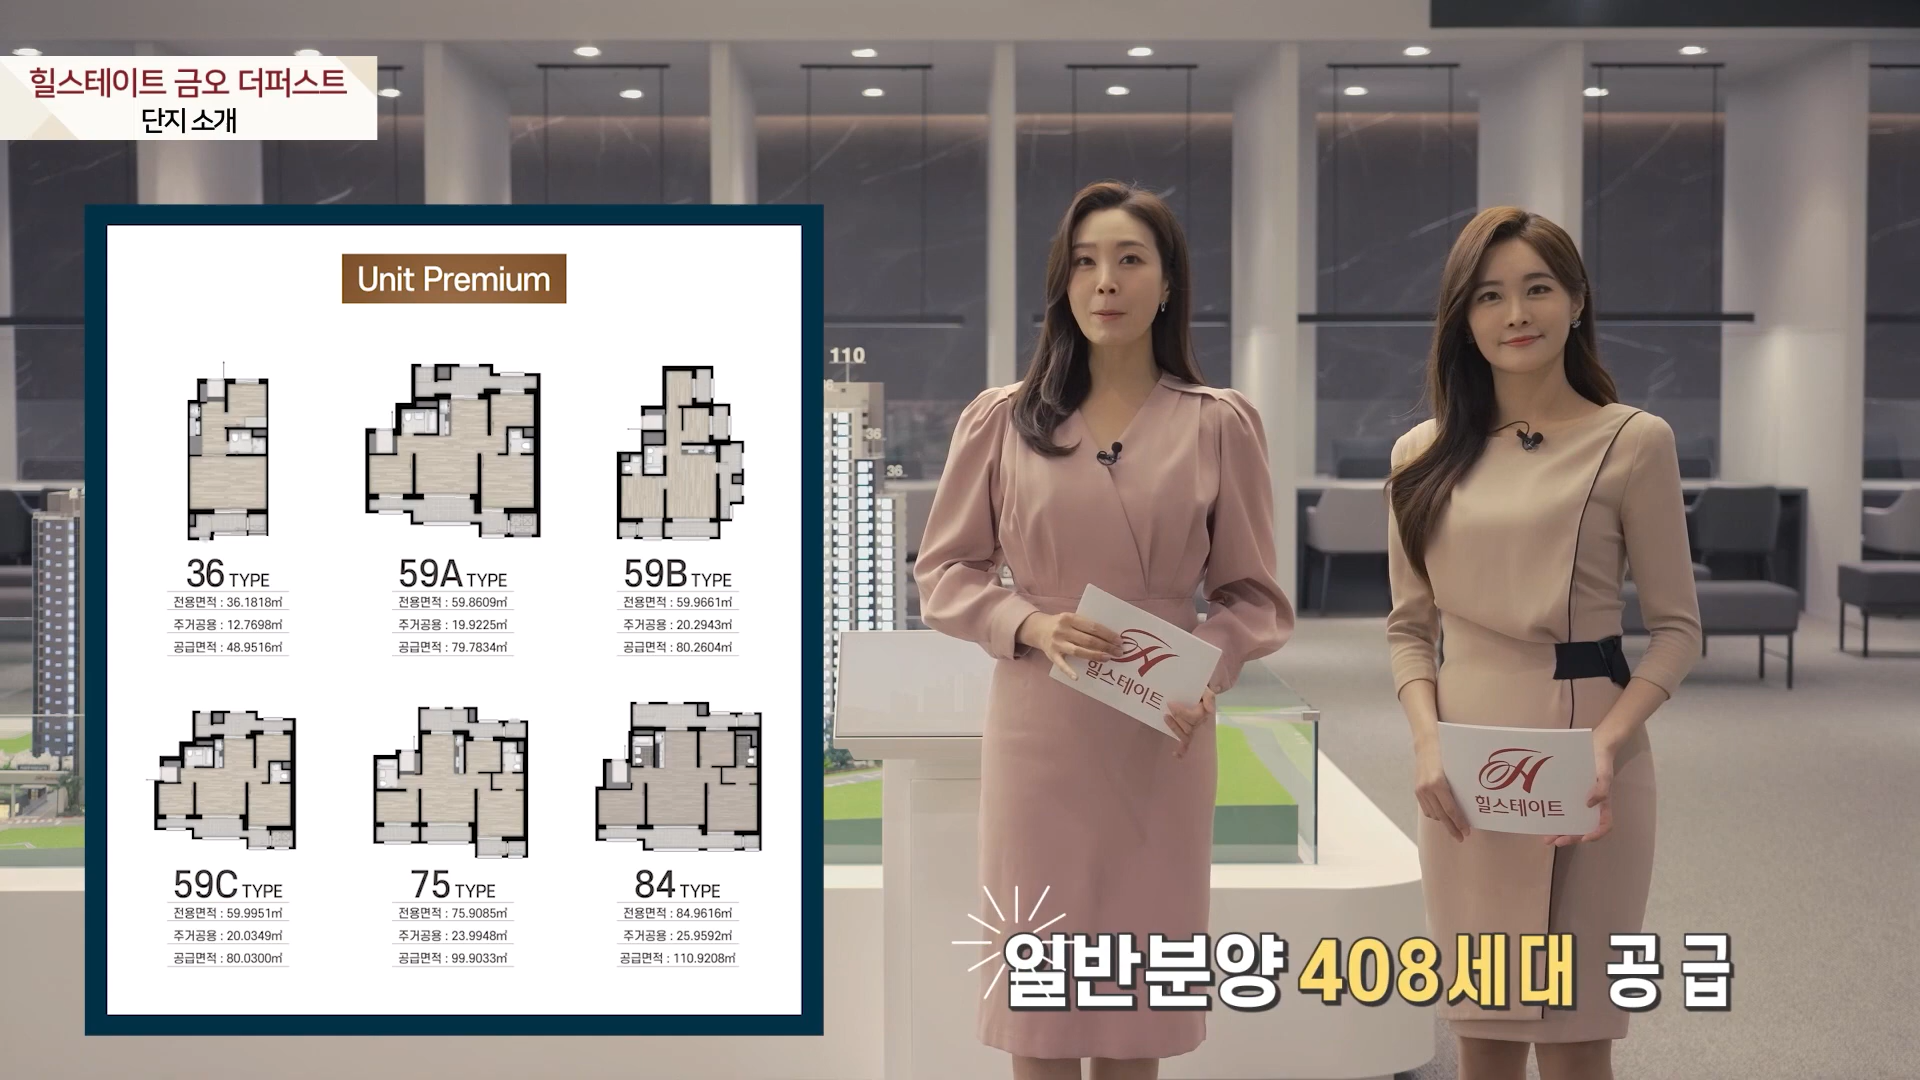 힐스테이트 금오 더퍼스트
단지 소개
Unit Premium
36 TYPE
전용면적 : 36.1818㎡
주거공용 : 12.7698㎡
공급면적 : 48.9516㎡
59A TYPE
전용면적 : 59.8609㎡
주거공용 : 19.9225㎡
공급면적 : 79.7834㎡
59B TYPE
전용면적 : 59.9661㎡
주거공용 : 20.2943㎡
공급면적 : 80.2604㎡
59C TYPE
전용면적 : 59.9951㎡
주거공용 : 20.0349㎡
공급면적 : 80.0300㎡
75 TYPE
전용면적 : 75.9085㎡
주거공용 : 23.9948㎡
공급면적 : 99.9033㎡
84 TYPE
전용면적 : 84.9616㎡
주거공용 : 25.9592㎡
공급면적 : 110.9208㎡
110
36
36
힐스테이트
힐스테이트
일반분양 408세대 공급